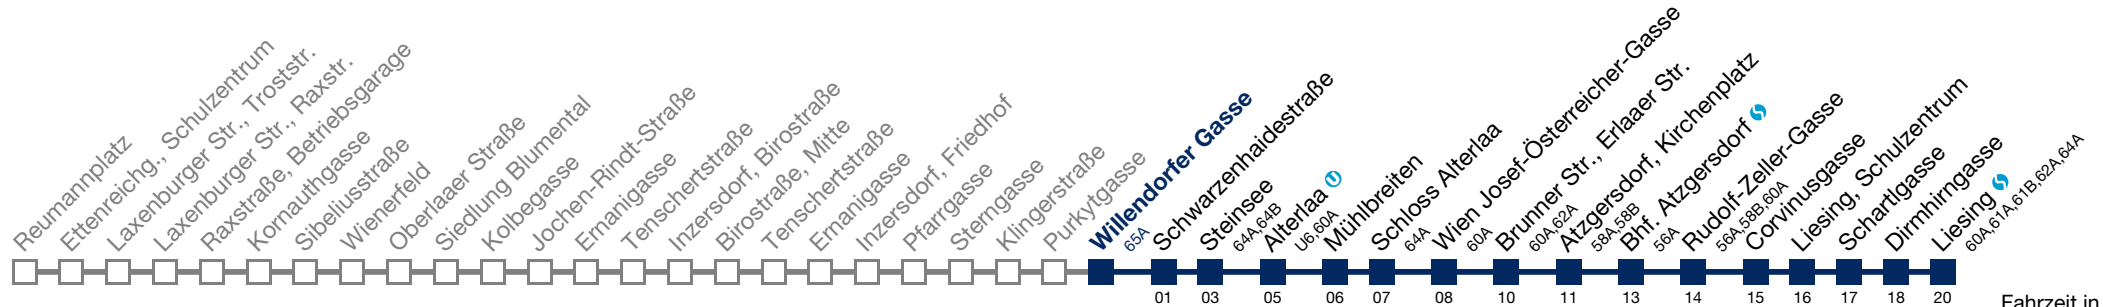 Reumannplatz
Ettenreichg., Schulzentrum
Laxenburger Str., Troststr.
Laxenburger Str., Raxstr.
Raxstraße, Betriebsgarage
Kornauthgasse
Sibeliusstraße
Wienerfeld
Oberlaaer Straße
Siedlung Blumental
Kolbegasse
Jochen-Rindt-Straße
Ernanigasse
Tenschertstraße
Inzersdorf, Birostraße
Birostraße, Mitte
Tenschertstraße
Ernanigasse
Inzersdorf, Friedhof
Pfarrgasse
Sterngasse
Klingerstraße
Purkytgasse
Willendorfer Gasse
65A
Schwarzenhaidestraße
Steinsee
64A,64B
Alterlaa U
U6,60A
Mühlbreiten
Schloss Alterlaa
64A
Wien Josef-Österreicher-Gasse
60A
Brunner Str., Erlaaer Str.
60A,62A
Atzgersdorf, Kirchenplatz
58A,58B
Bhf. Atzgersdorf S
56A
Rudolf-Zeller-Gasse
56A,58B,60A
Corvinusgasse
Liesing, Schulzentrum
Schartlgasse
Dirmhirngasse
Liesing S
60A,61A,61B,62A,64A
01 03 05 06 07 08 10 11 13 14 15 16 17 18 20
Fahrzeit in